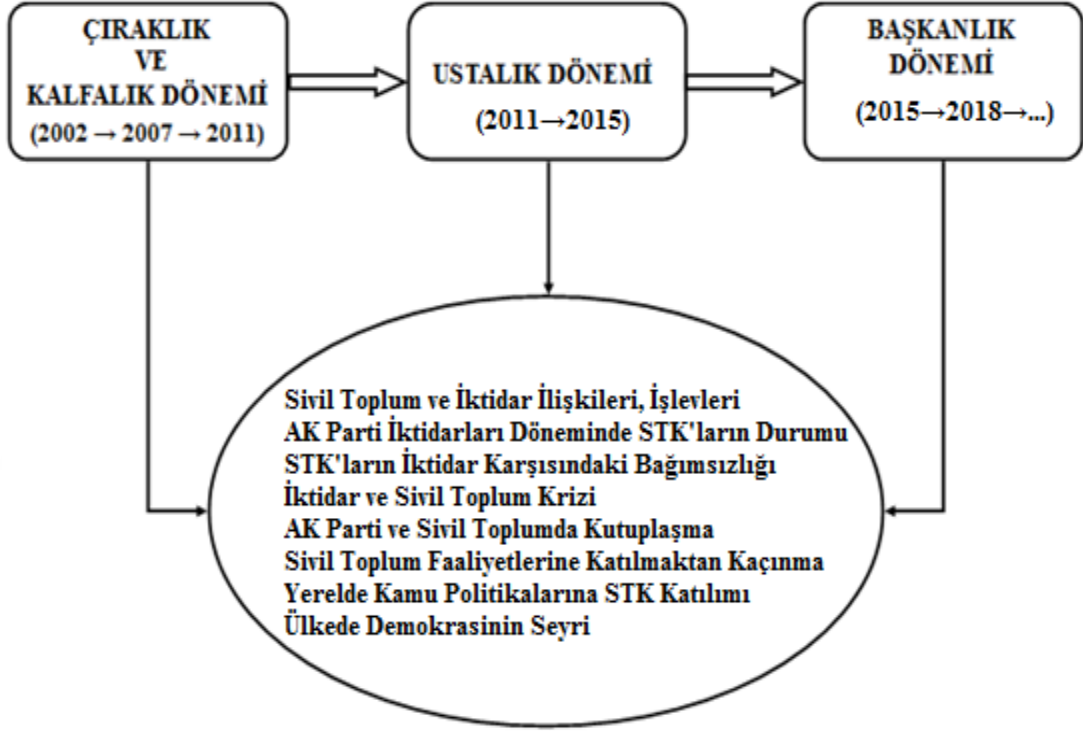 ÇIRAKLIK
VE
KALFALIK DÖNEMİ
(2002 → 2007 → 2011)
USTALIK DÖNEMİ
(2011→2015)
BAŞKANLIK
DÖNEMİ
(2015→2018→...)
Sivil Toplum ve İktidar İlişkileri, İşlevleri
AK Parti İktidarları Döneminde STK'ların Durumu
STK'ların İktidar Karşısındaki Bağımsızlığı
İktidar ve Sivil Toplum Krizi
AK Parti ve Sivil Toplumda Kutuplaşma
Sivil Toplum Faaliyetlerine Katılmaktan Kaçınma
Yerelde Kamu Politikalarına STK Katılımı
Ülkede Demokrasinin Seyri